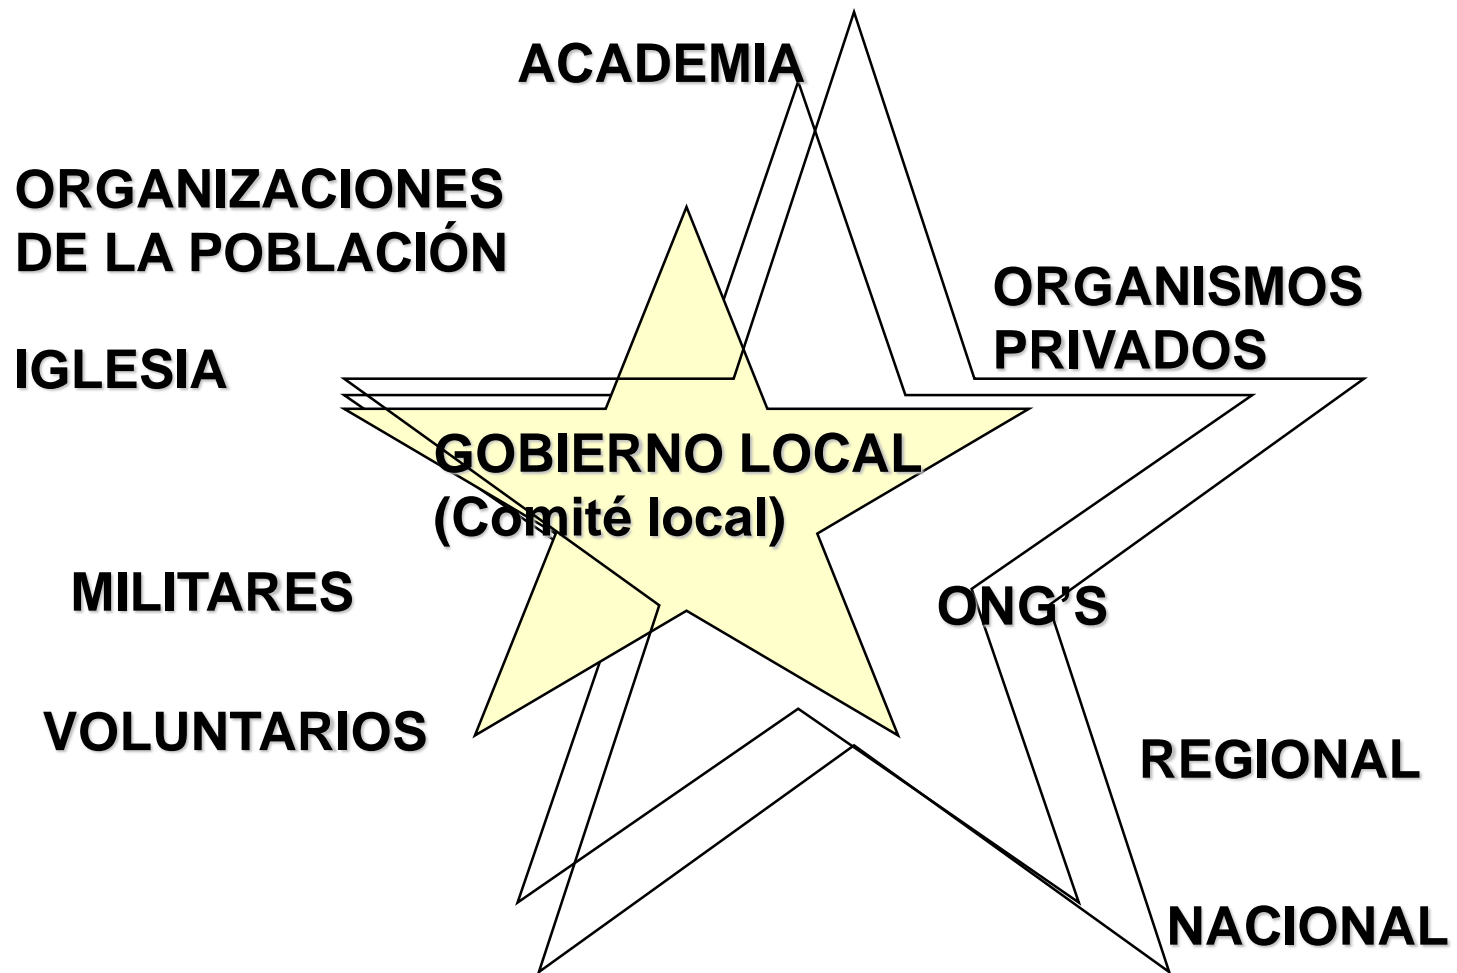 ACADEMIA
ORGANIZACIONES
DE LA POBLACIÓN
ORGANISMOS
PRIVADOS
IGLESIA
GOBIERNO LOCAL
(Comité local)
MILITARES
ONG’S
VOLUNTARIOS
REGIONAL
NACIONAL